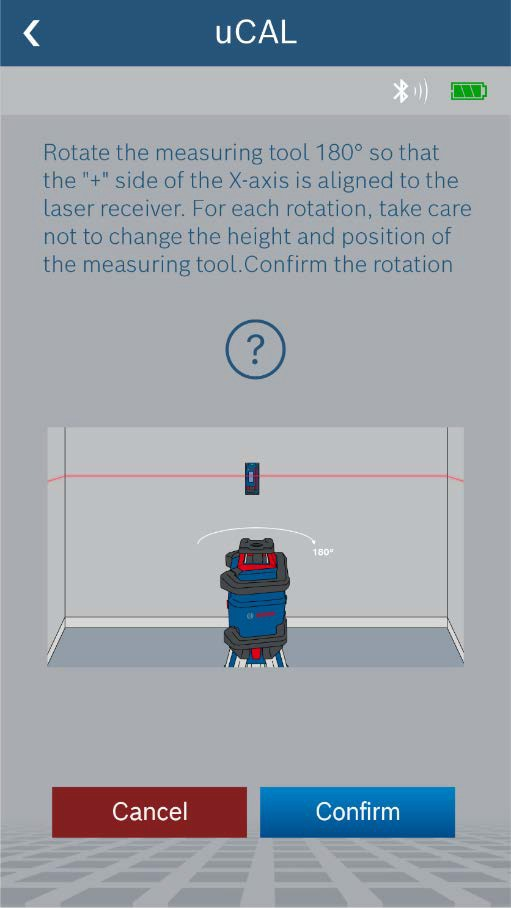 uCAL
Rotate the measuring tool 180° so that
the "+" side of the X-axis is aligned to the
laser receiver. For each rotation, take care
not to change the height and position of
the measuring tool.Confirm the rotation
?
180°
BOSCH
Cancel
Confirm